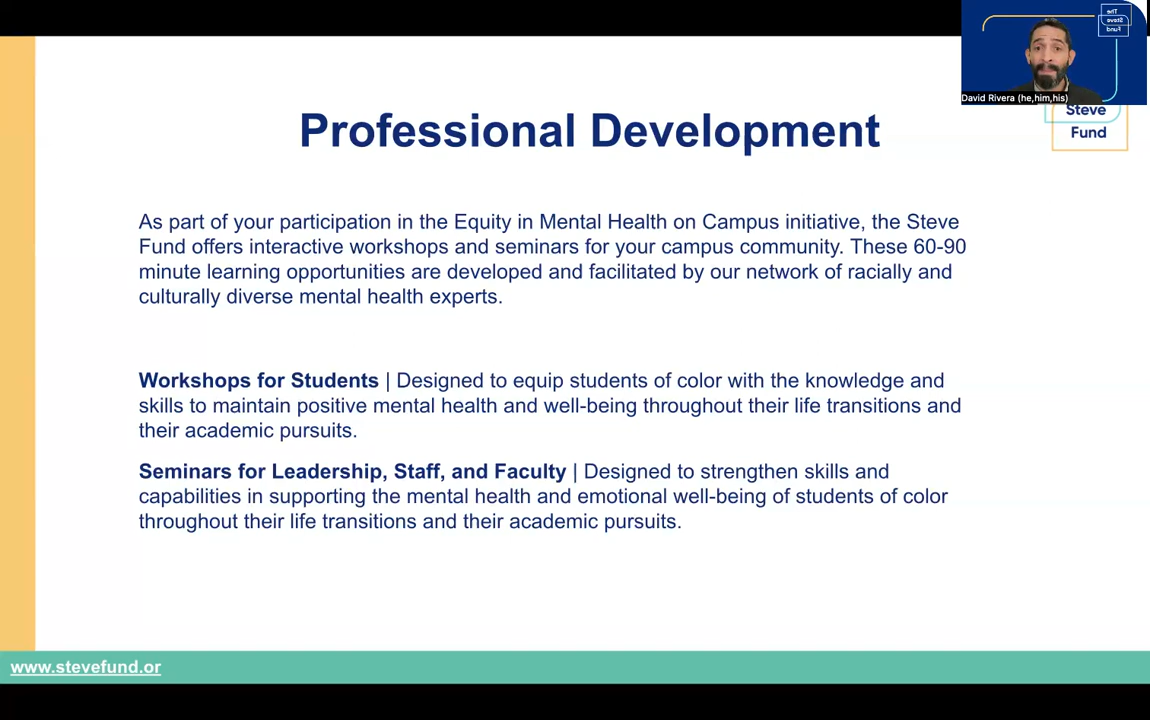 The
Steve
Fund
David Rivera (he,him,his)
Steve
Fund
Professional Development
As part of your participation in the Equity in Mental Health on Campus initiative, the Steve
Fund offers interactive workshops and seminars for your campus community. These 60-90
minute learning opportunities are developed and facilitated by our network of racially and
culturally diverse mental health experts.
Workshops for Students | Designed to equip students of color with the knowledge and
skills to maintain positive mental health and well-being throughout their life transitions and
their academic pursuits.
Seminars for Leadership, Staff, and Faculty | Designed to strengthen skills and
capabilities in supporting the mental health and emotional well-being of students of color
throughout their life transitions and their academic pursuits.
www.stevefund.or